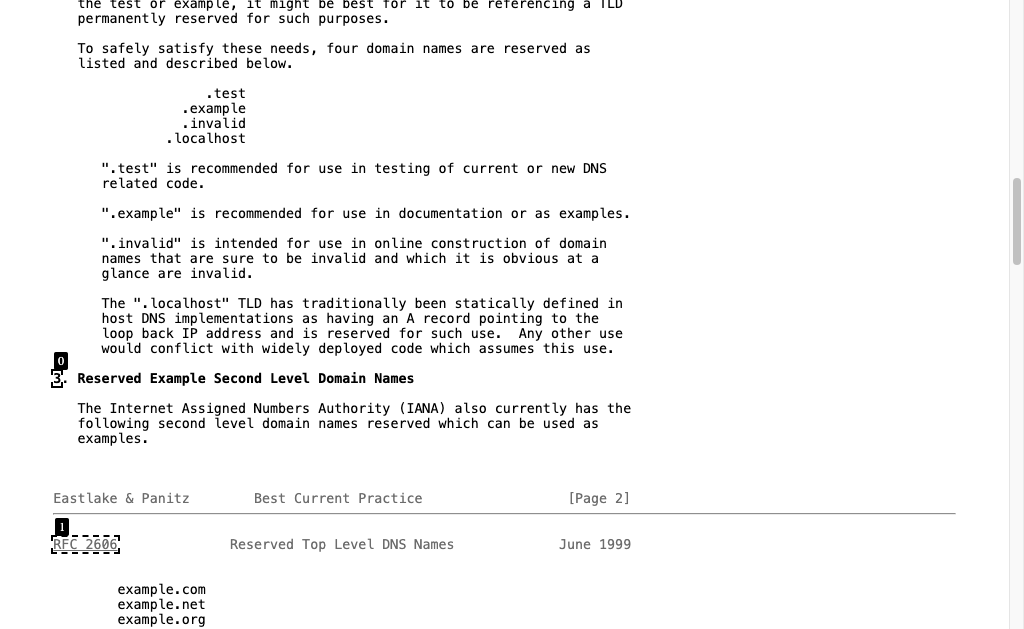 the test or example, it might be best for it to be referencing a TLD
permanently reserved for such purposes.
To safely satisfy these needs, four domain names are reserved as
listed and described below.
.test
.example
.invalid
.localhost
".test" is recommended for use in testing of current or new DNS
related code.
".example" is recommended for use in documentation or as examples.
".invalid" is intended for use in online construction of domain
names that are sure to be invalid and which it is obvious at a
glance are invalid.
The ".localhost" TLD has traditionally been statically defined in
host DNS implementations as having an A record pointing to the
loop back IP address and is reserved for such use.  Any other use
would conflict with widely deployed code which assumes this use.
0
3. Reserved Example Second Level Domain Names
The Internet Assigned Numbers Authority (IANA) also currently has the
following second level domain names reserved which can be used as
examples.
Eastlake & Panitz        Best Current Practice                  [Page 2]
1
RFC 2606              Reserved Top Level DNS Names             June 1999
example.com
example.net
example.org